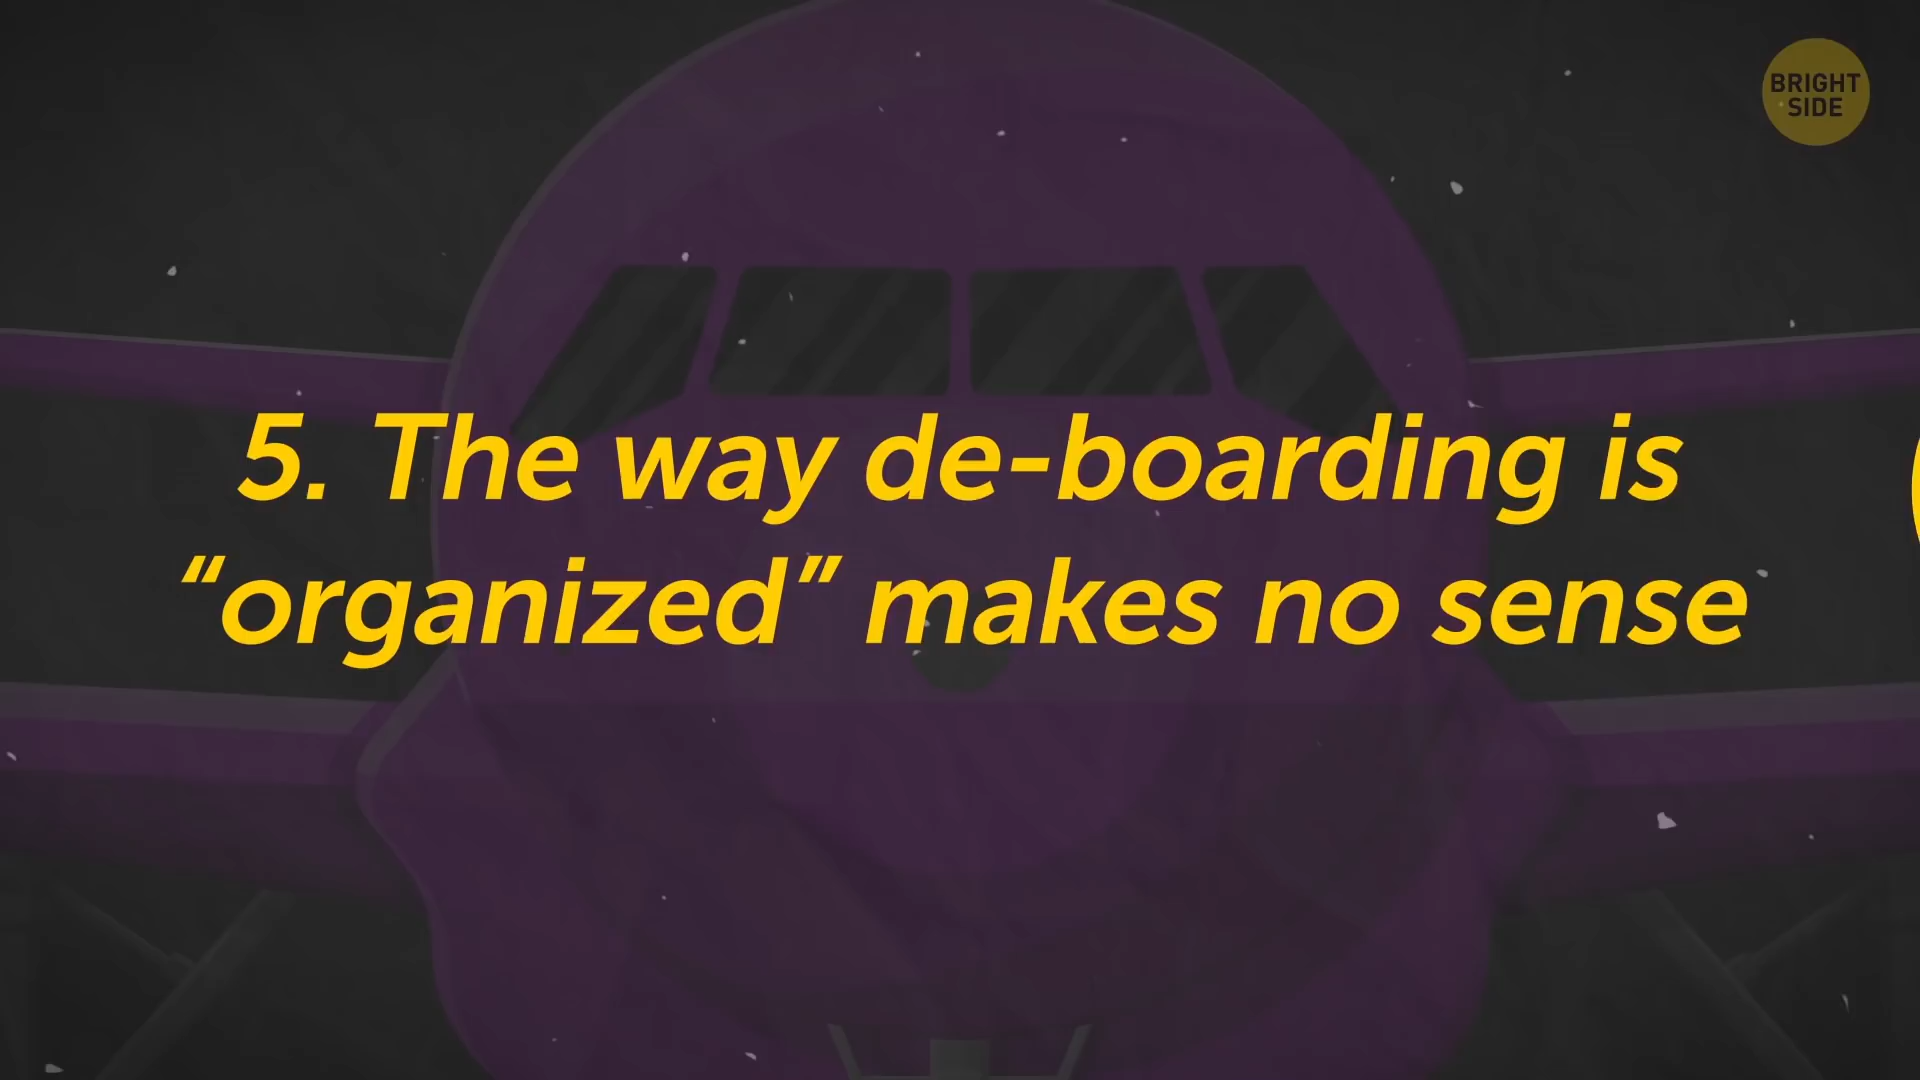 BRIGHT
SIDE
5. The way de-boarding is
“organized” makes no sense